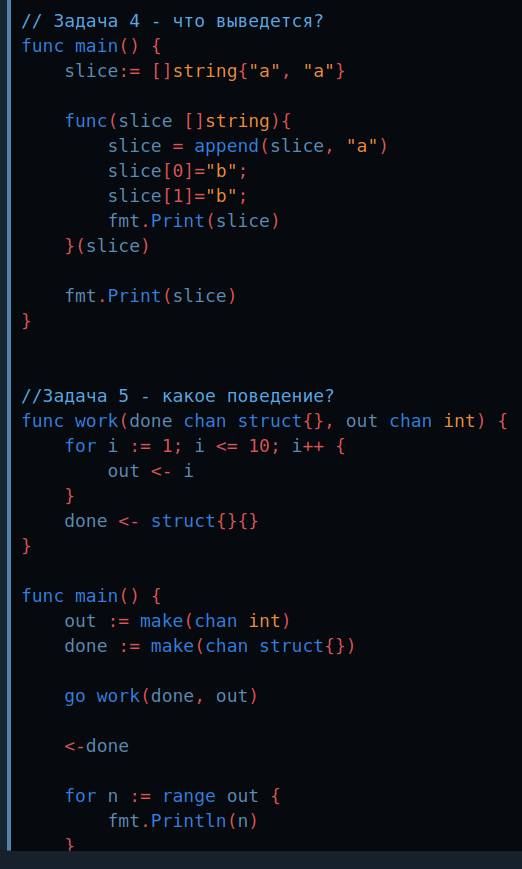 // Задача 4 - что выведется?
func main() {
    slice:= []string{"a", "a"}

    func(slice []string){
        slice = append(slice, "a")
        slice[0]="b";
        slice[1]="b";
        fmt.Print(slice)
    }(slice)

    fmt.Print(slice)
}

//Задача 5 - какое поведение?
func work(done chan struct{}, out chan int) {
    for i := 1; i <= 10; i++ {
        out <- i
    }
    done <- struct{}{}
}

func main() {
    out := make(chan int)
    done := make(chan struct{})

    go work(done, out)

    <-done

    for n := range out {
        fmt.Println(n)
    }